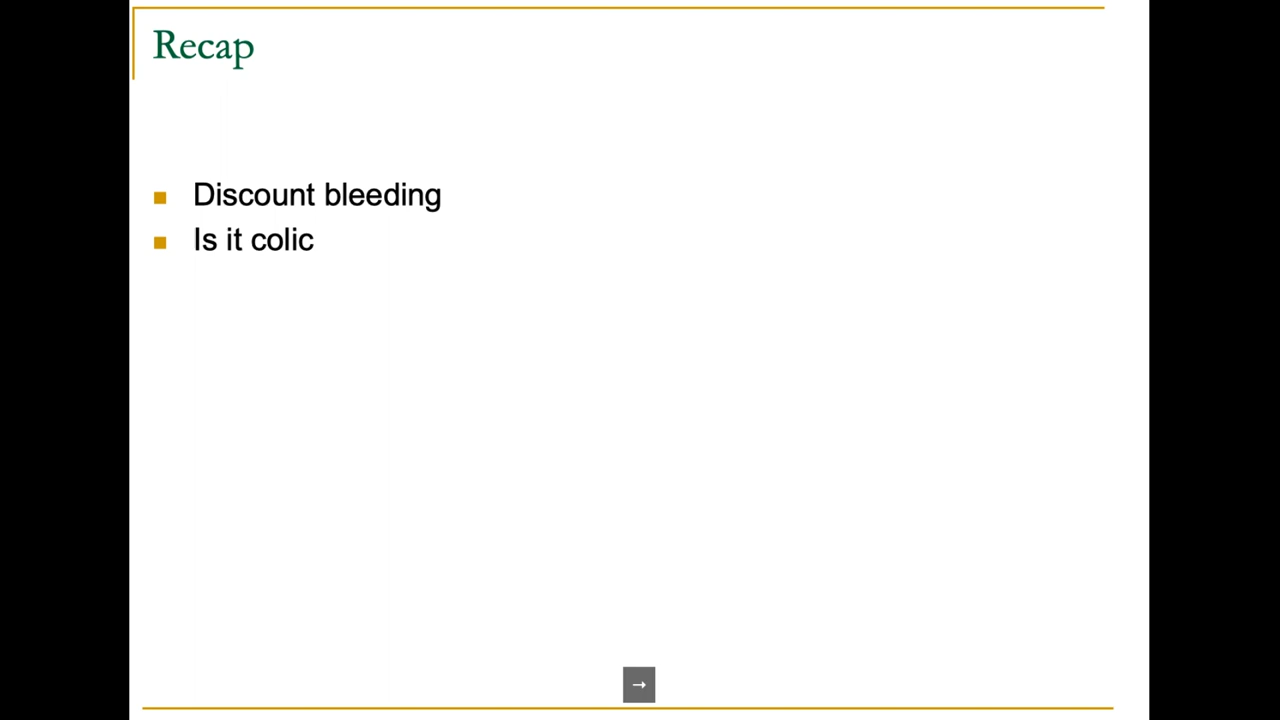 Recap
Discount bleeding
Is it colic
→